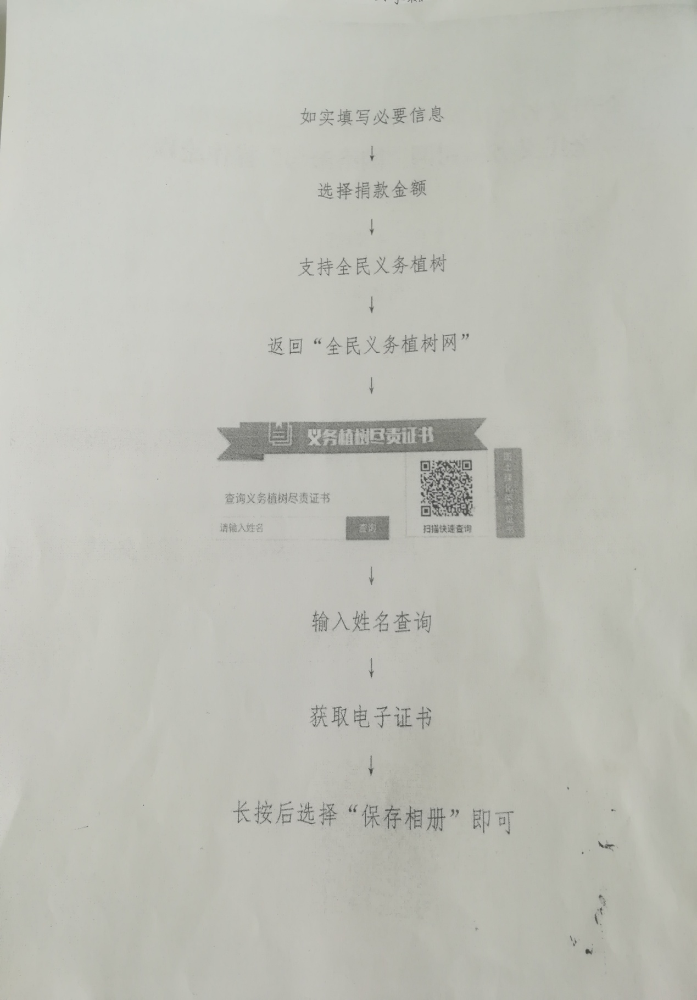 如实填写必要信息
↓
选择捐款金额
↓
支持全民义务植树
↓
返回“全民义务植树网”
↓
义务植树尽责证书
查询义务植树尽责证书
请输入姓名
查询
扫描快速查询
↓
输入姓名查询
↓
获取电子证书
↓
长按后选择“保存相册”即可